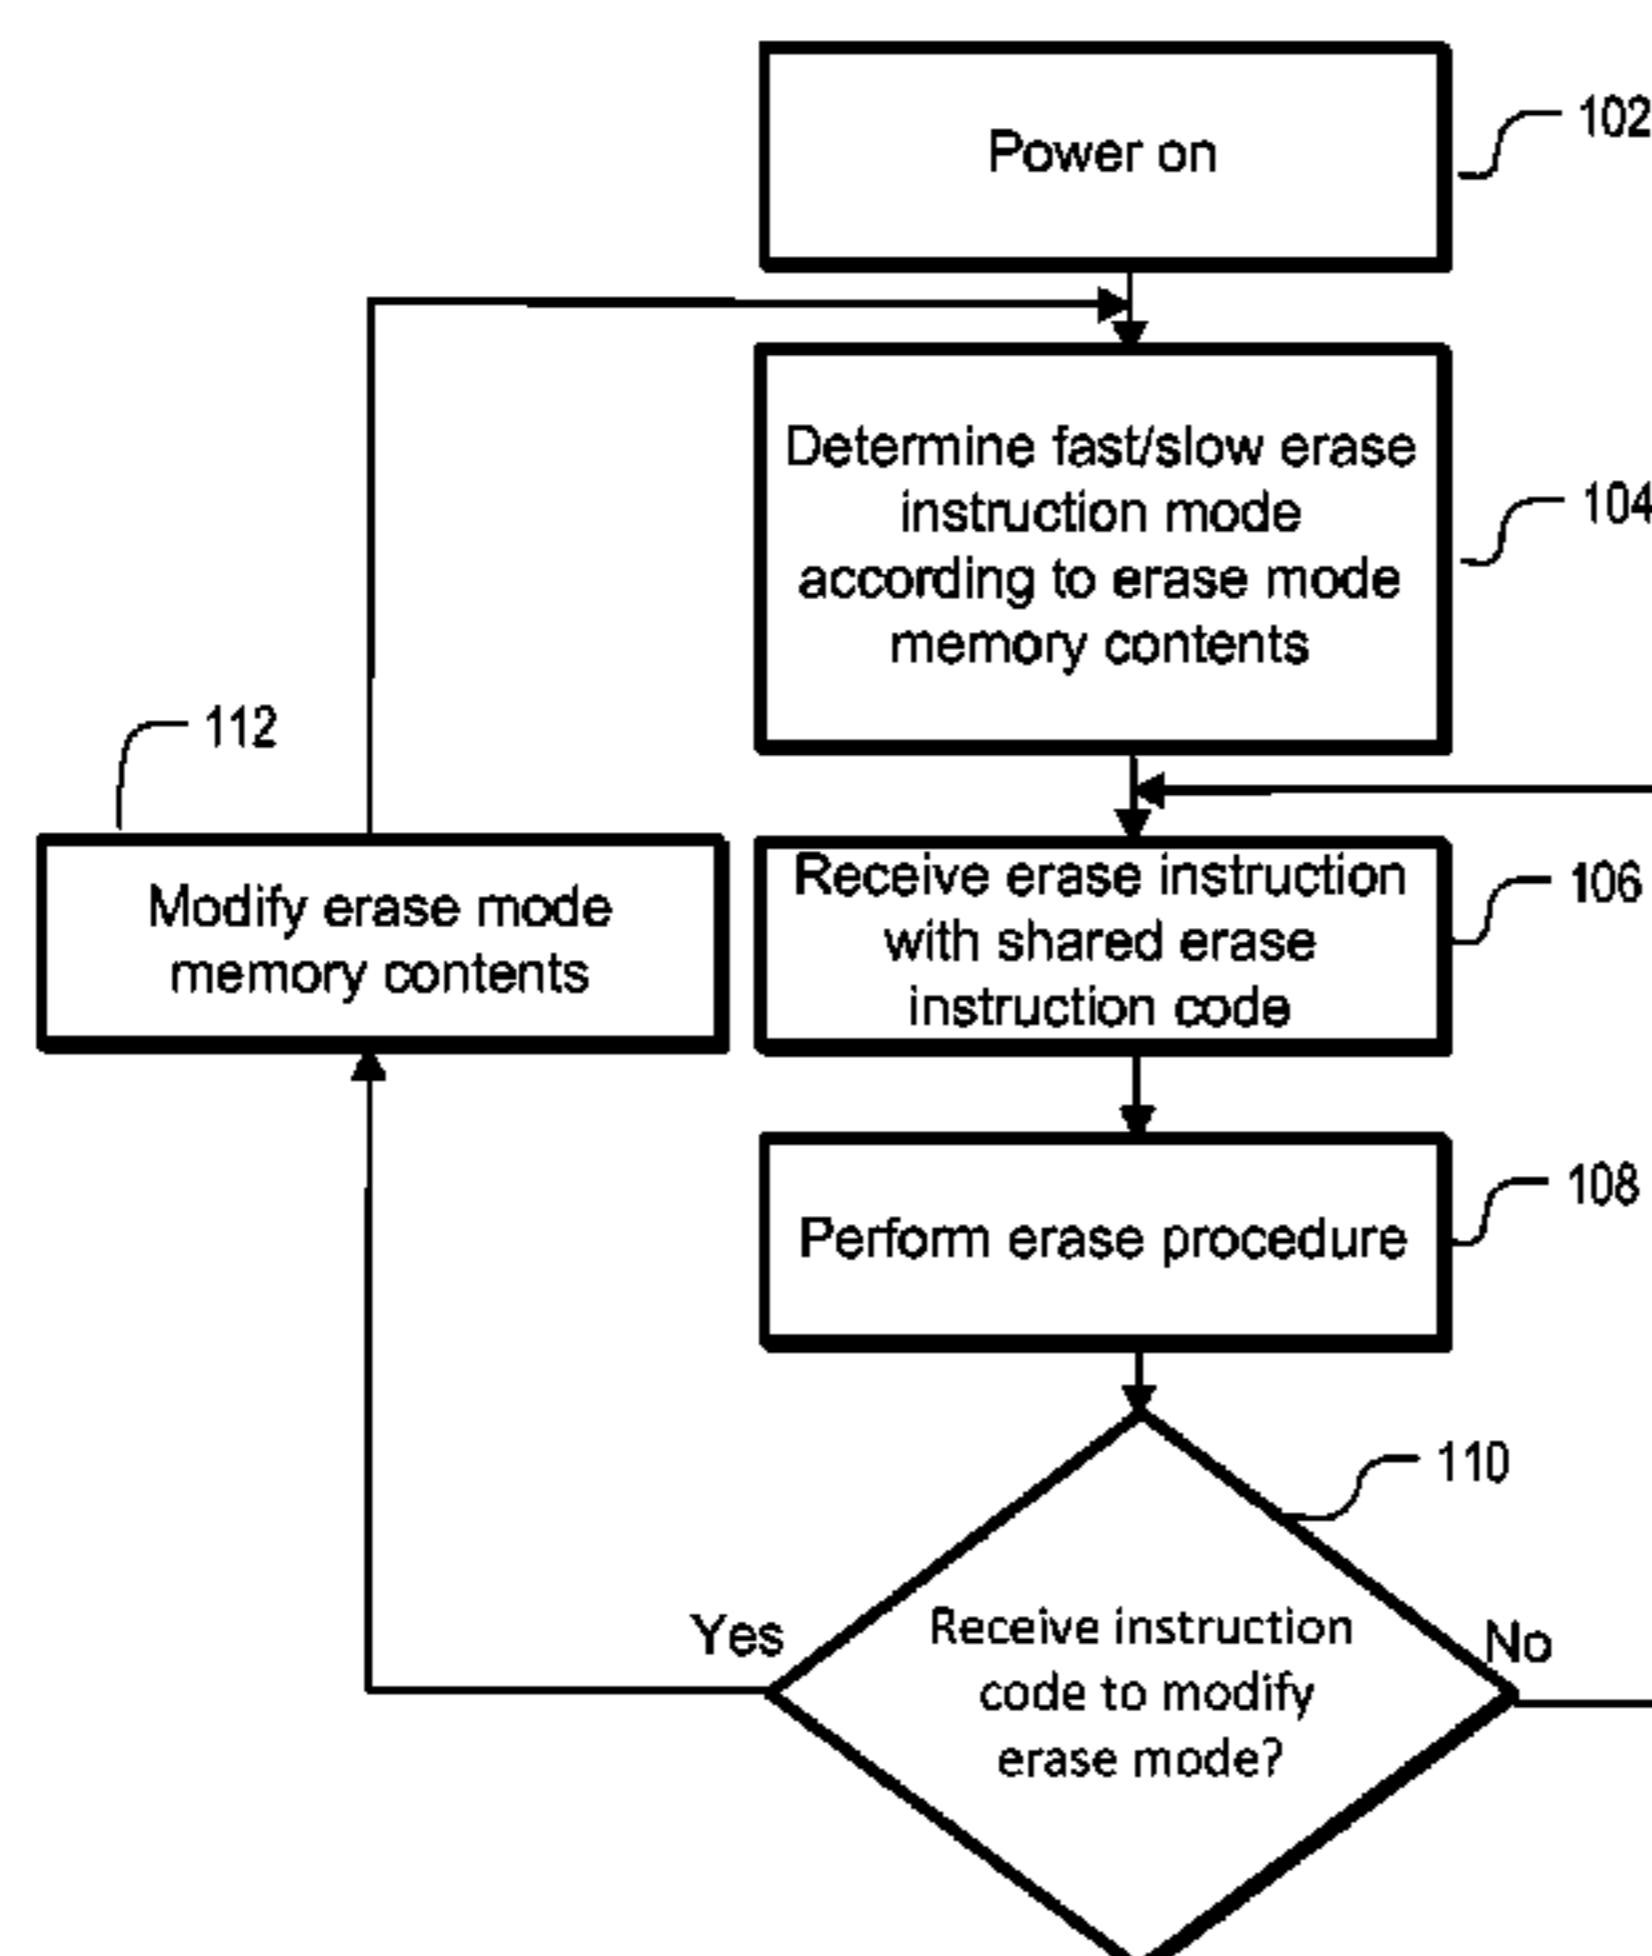 Power on
102
Determine fast/slow erase
instruction mode
according to erase mode
memory contents
104
112
Modify erase mode
memory contents
Receive erase instruction
with shared erase
instruction code
106
Perform erase procedure
108
110
Yes
Receive instruction
code to modify
erase mode?
No